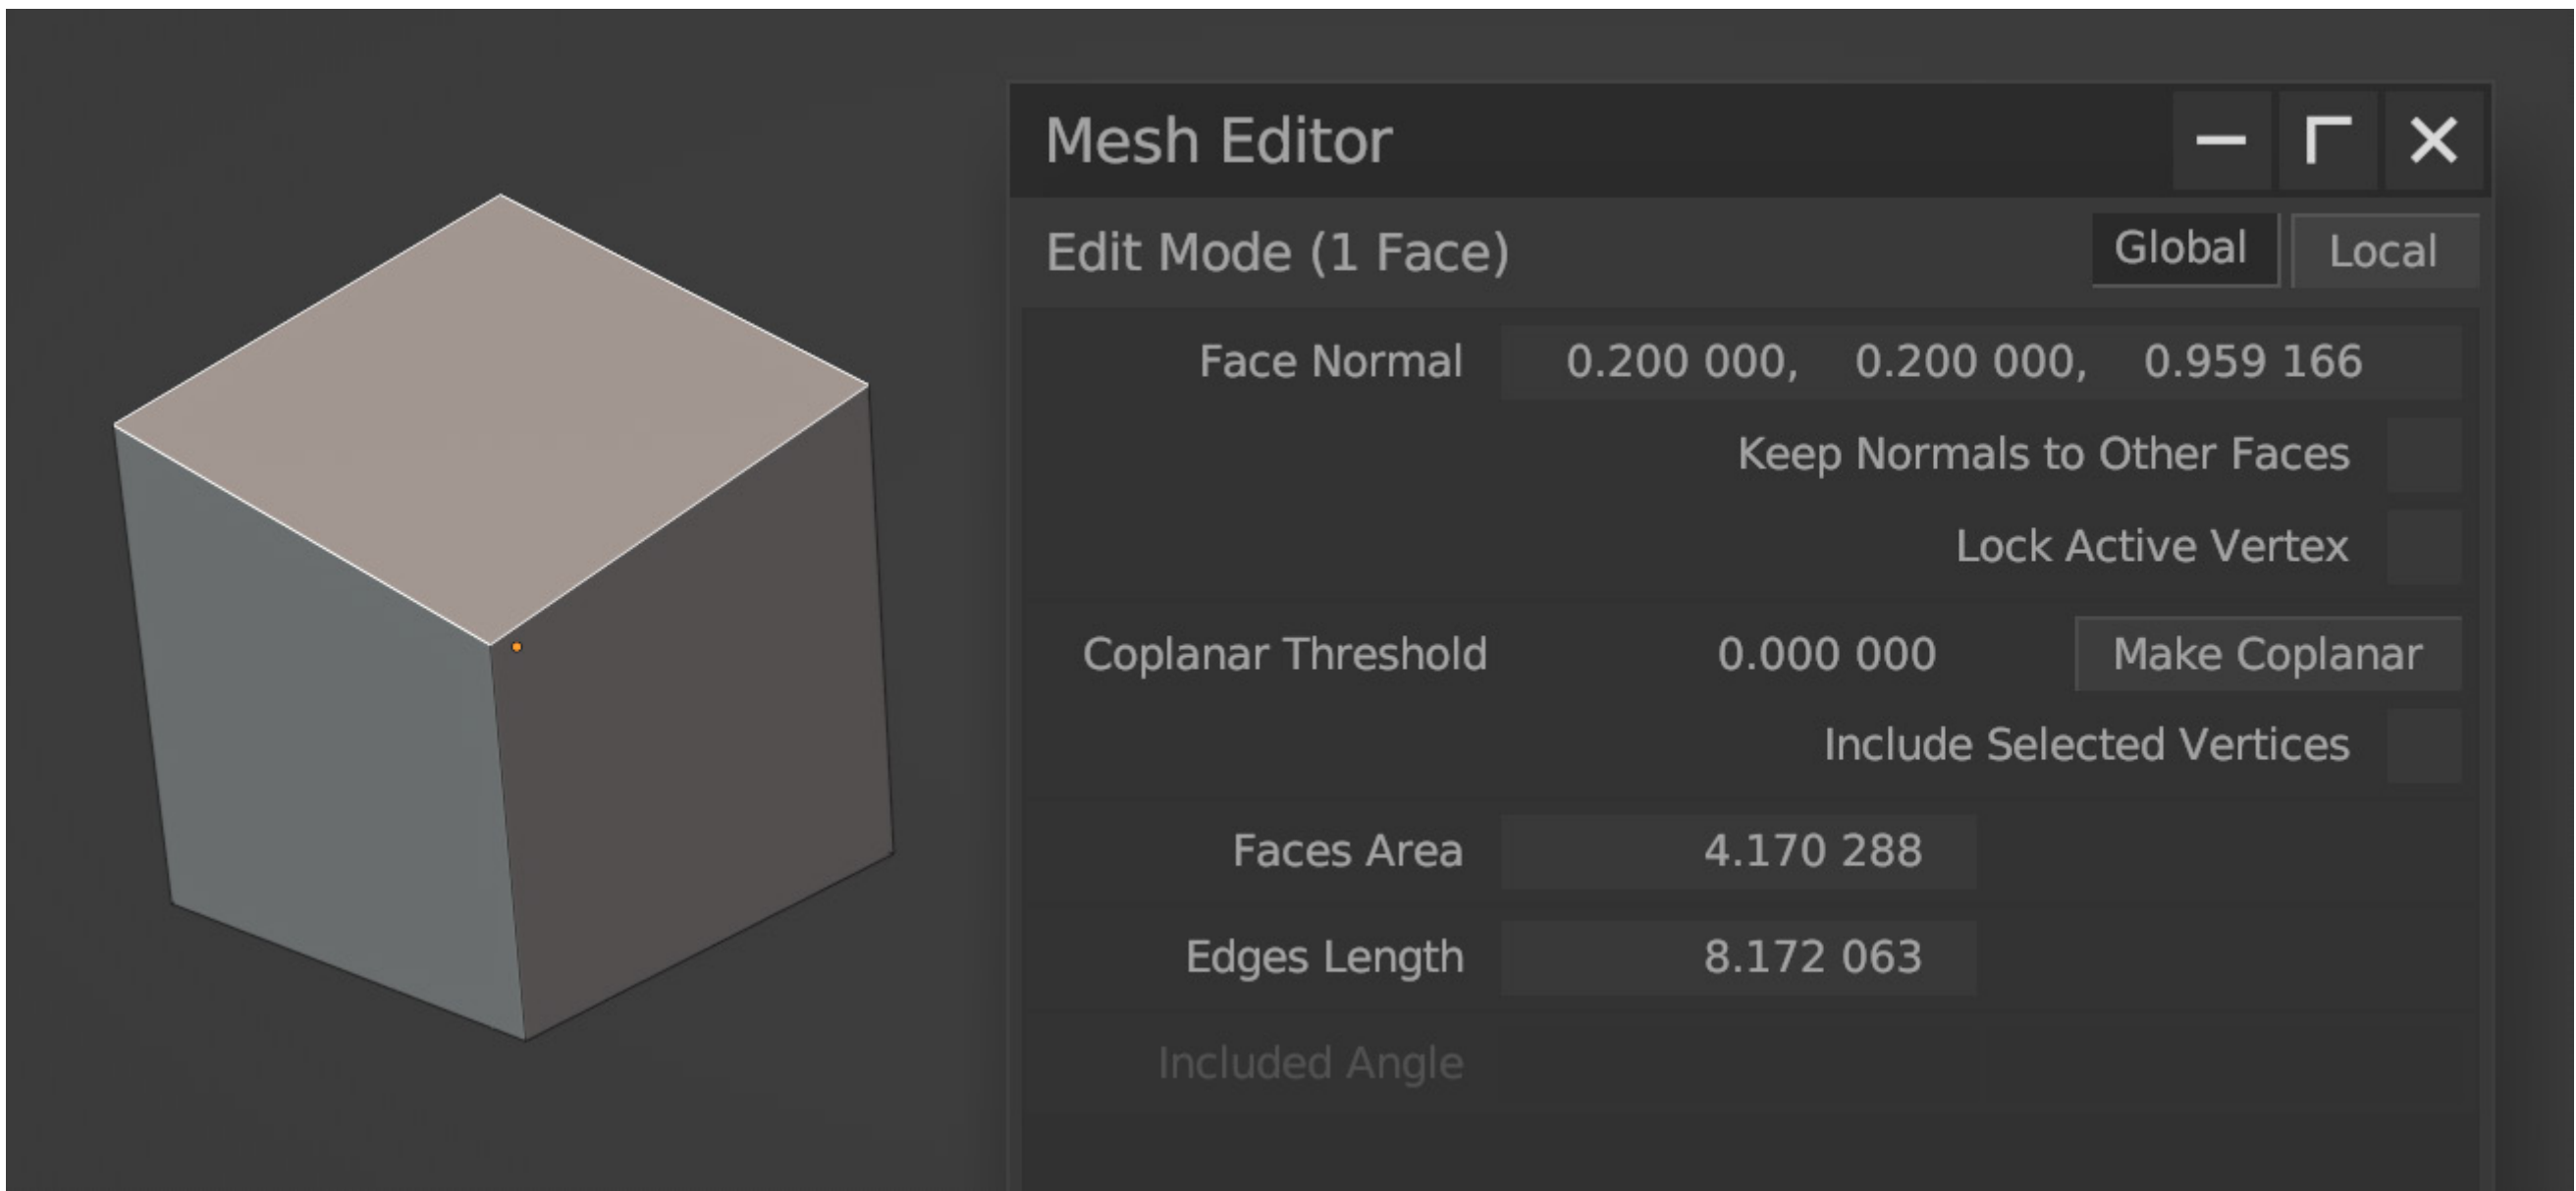 Mesh Editor
Edit Mode (1 Face) Global Local
Face Normal 0.200 000, 0.200 000, 0.959 166
Keep Normals to Other Faces
Lock Active Vertex
Coplanar Threshold 0.000 000 Make Coplanar
Include Selected Vertices
Faces Area 4.170 288
Edges Length 8.172 063
Included Angle